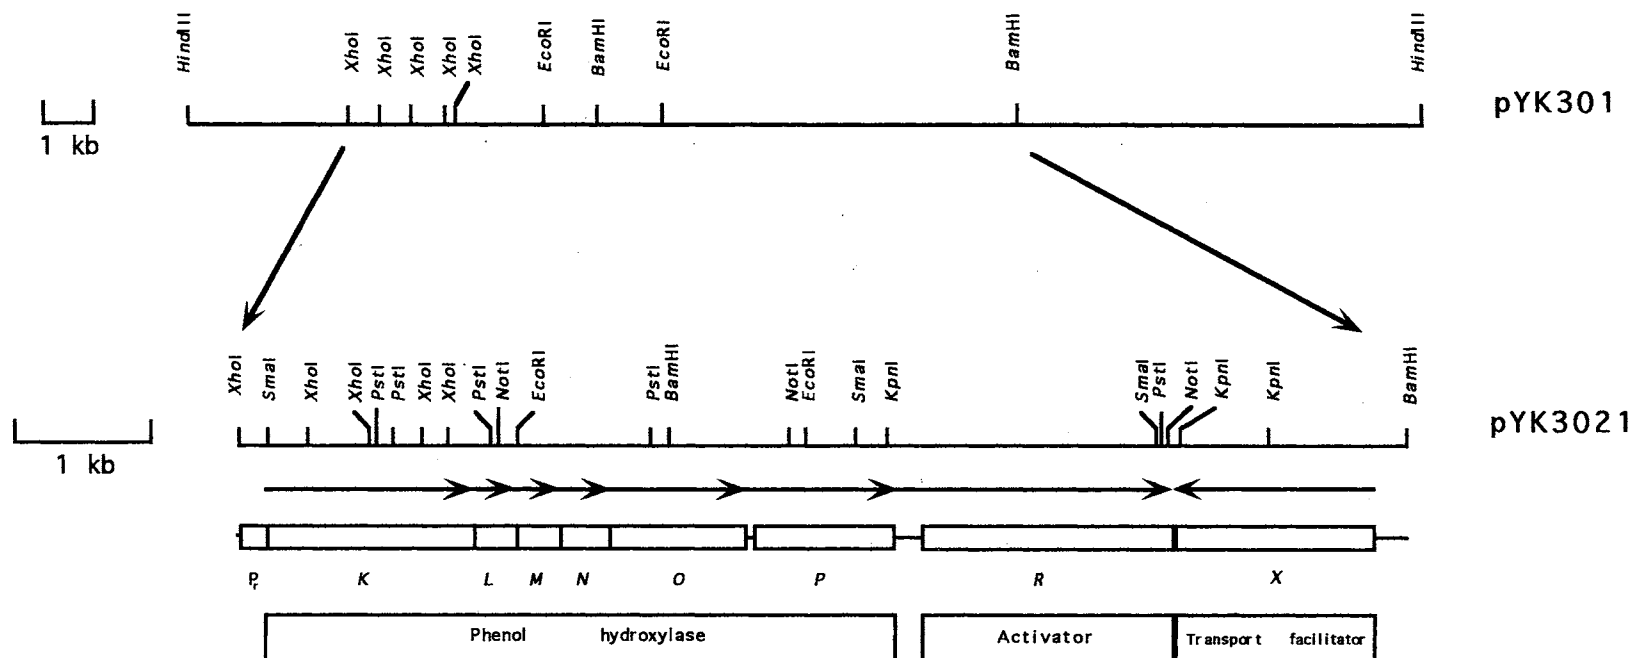 HindIII XhoI XhoI XhoI XhoI XhoI EcoRI BamHI EcoRI BamHI HindIII
1 kb
pYK301
XhoI SmaI XhoI XhoI PstI PstI XhoI XhoI PstI NotI EcoRI PstI BamHI NotI EcoRI SmaI KpnI SmaI PstI NotI KpnI KpnI BamHI
1 kb
pYK3021
Pr K L M N O P R X
Phenol hydroxylase Activator Transport facilitator